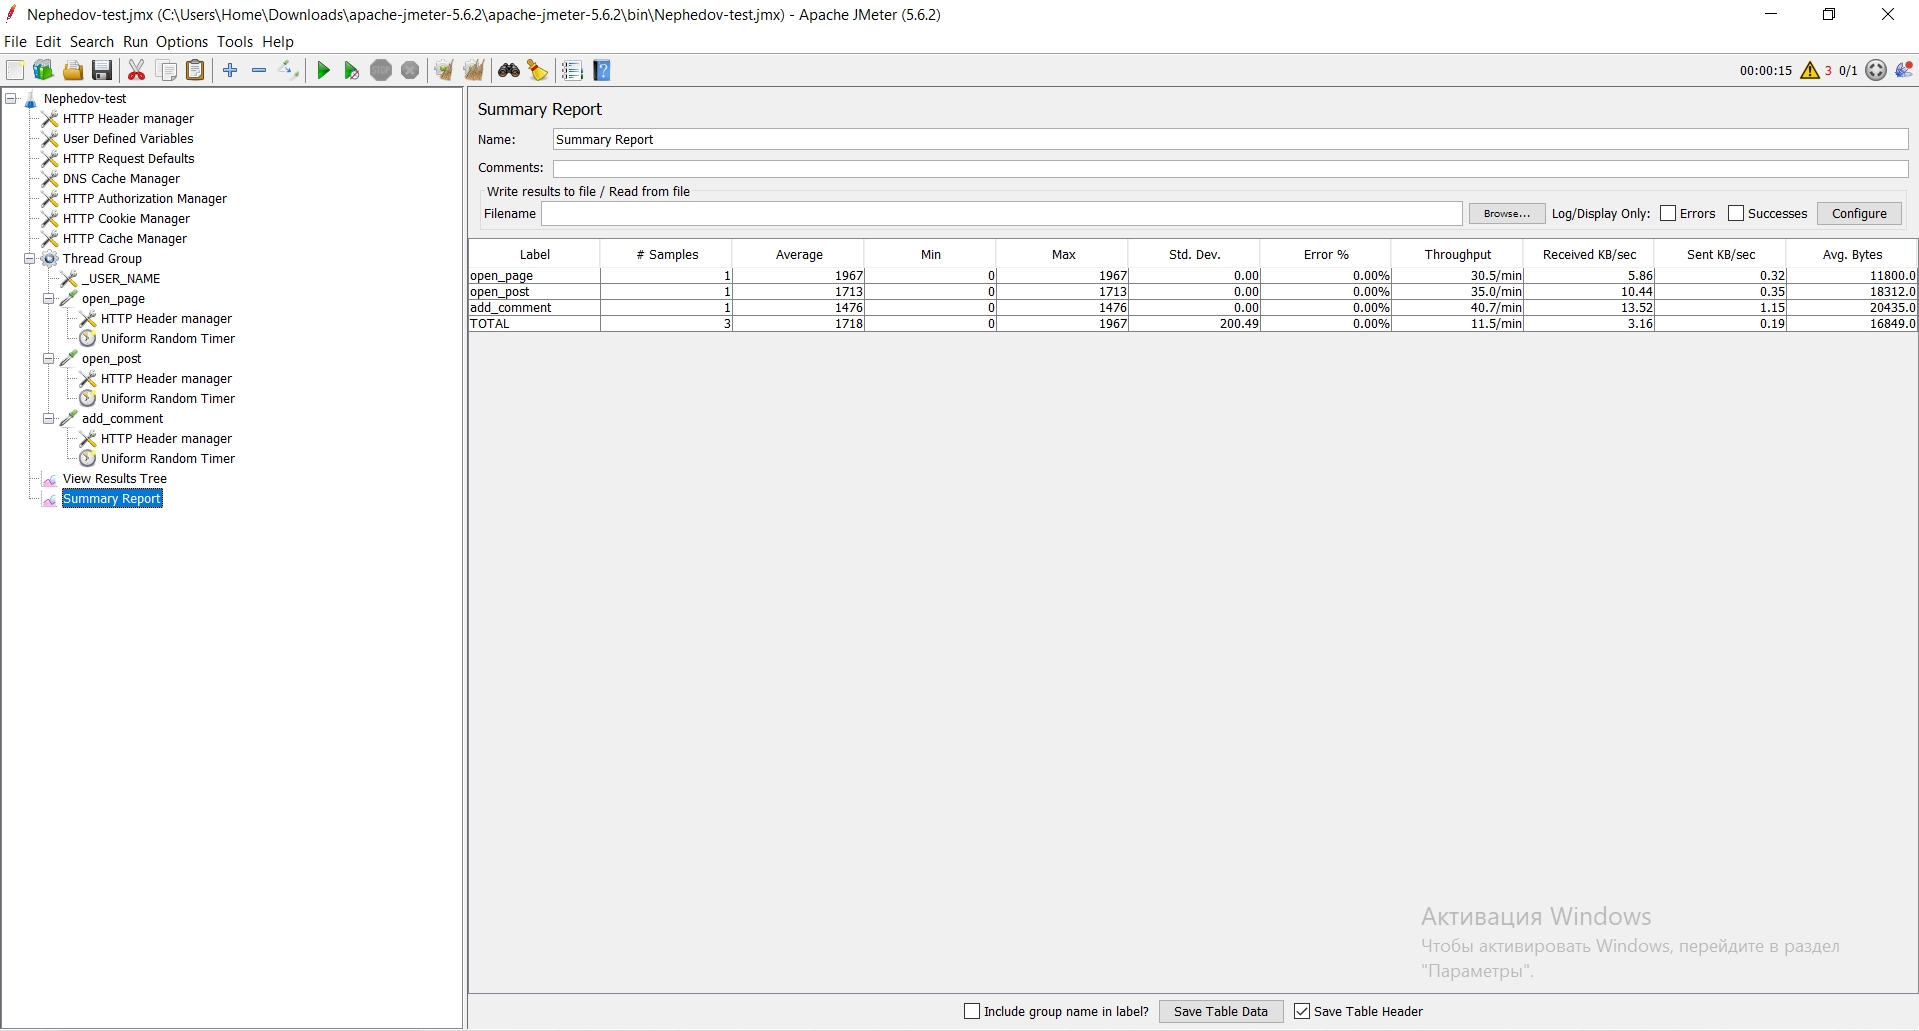 Nephedov-test.jmx (C:\Users\Home\Downloads\apache-jmeter-5.6.2\apache-jmeter-5.6.2\bin\Nephedov-test.jmx) - Apache JMeter (5.6.2)
File Edit Search Run Options Tools Help
STOP ? 00:00:15 3 0/1
Nephedov-test
HTTP Header manager
User Defined Variables
HTTP Request Defaults
DNS Cache Manager
HTTP Authorization Manager
HTTP Cookie Manager
HTTP Cache Manager
Thread Group
_USER_NAME
open_page
HTTP Header manager
Uniform Random Timer
open_post
HTTP Header manager
Uniform Random Timer
add_comment
HTTP Header manager
Uniform Random Timer
View Results Tree
Summary Report
Summary Report
Name: Summary Report
Comments:
Write results to file / Read from file
Filename Browse... Log/Display Only: Errors Successes Configure
Label # Samples Average Min Max Std. Dev. Error % Throughput Received KB/sec Sent KB/sec Avg. Bytes
open_page 1 1967 0 1967 0.00 0.00% 30.5/min 5.86 0.32 11800.0
open_post 1 1713 0 1713 0.00 0.00% 35.0/min 10.44 0.35 18312.0
add_comment 1 1476 0 1476 0.00 0.00% 40.7/min 13.52 1.15 20435.0
TOTAL 3 1718 0 1967 200.49 0.00% 11.5/min 3.16 0.19 16849.0
Активация Windows
Чтобы активировать Windows, перейдите в раздел
"Параметры".
Include group name in label? Save Table Data Save Table Header